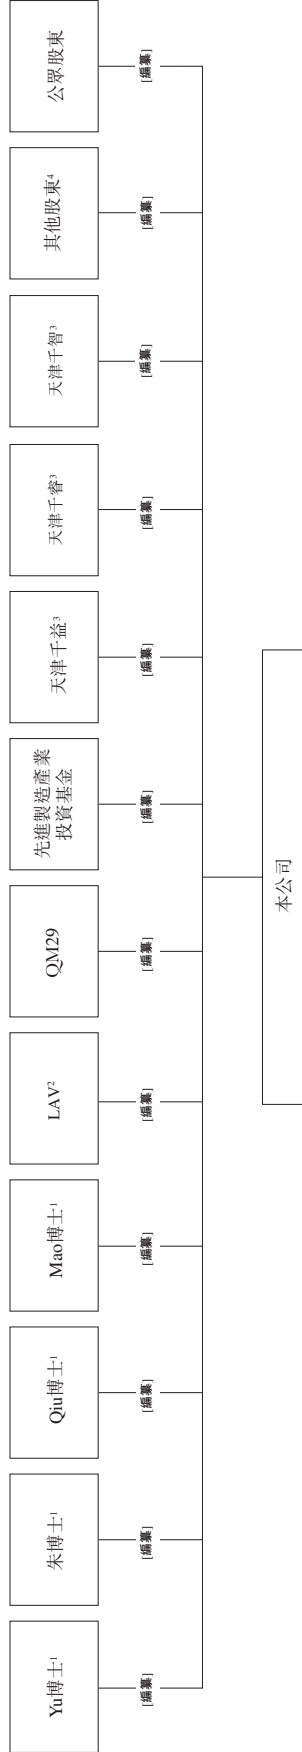 Yu博士¹
朱博士¹
Qiu博士¹
Mao博士¹
LAV²
QM29
先進製造產業
投資基金
天津千益³
天津千睿³
天津千智³
其他股東⁴
公眾股東
[編纂]
[編纂]
[編纂]
[編纂]
[編纂]
[編纂]
[編纂]
[編纂]
[編纂]
[編纂]
[編纂]
[編纂]
本公司